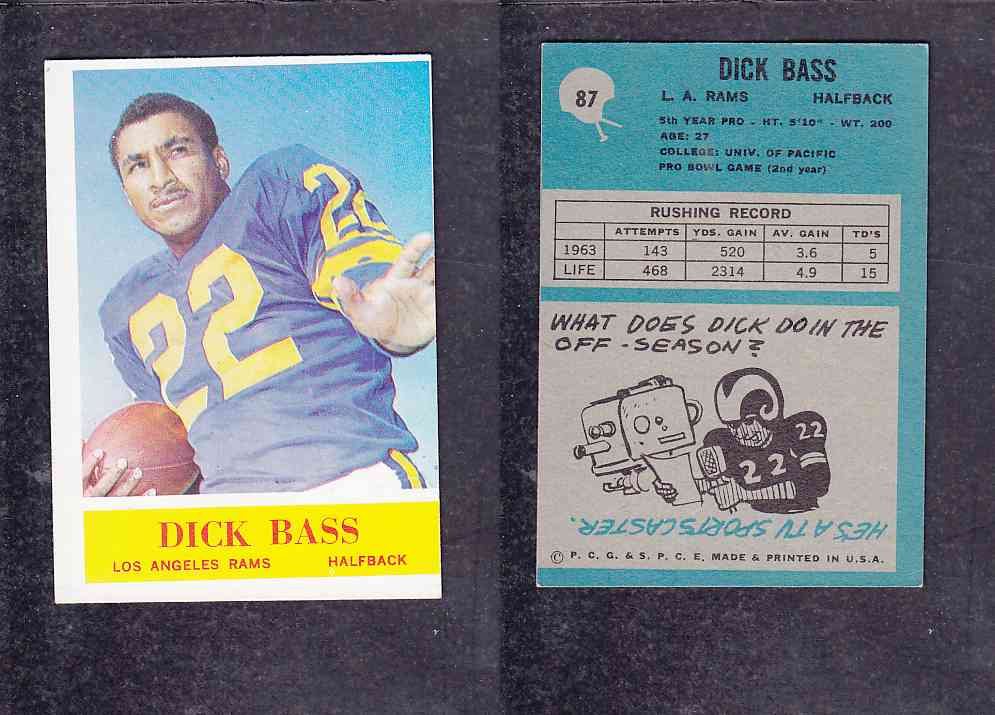 22
22
DICK BASS
LOS ANGELES RAMS HALFBACK
87
DICK BASS
L. A. RAMS HALFBACK
5th YEAR PRO - HT. 5'10" - WT. 200
AGE: 27
COLLEGE: UNIV. OF PACIFIC
PRO BOWL GAME (2nd year)
RUSHING RECORD
ATTEMPTS YDS. GAIN AV. GAIN TD'S
1963 143 520 3.6 5
LIFE 468 2314 4.9 15
WHAT DOES DICK DO IN THE
OFF-SEASON?
22
22
HE'S A TV SPORTSCASTER.
© P. C. G. & S. P. C. E. MADE & PRINTED IN U.S.A.